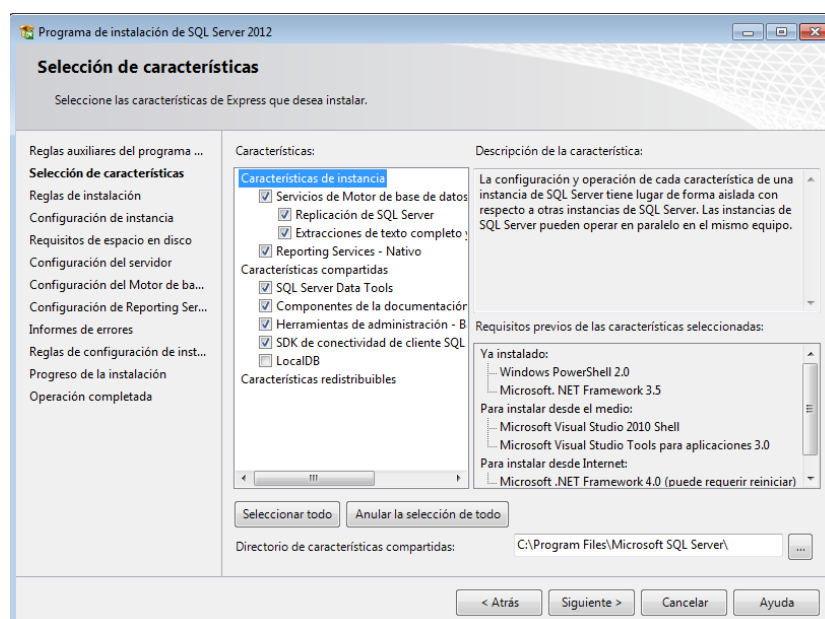 Programa de instalación de SQL Server 2012
Selección de características
Seleccione las características de Express que desea instalar.
Reglas auxiliares del programa ...
Selección de características
Reglas de instalación
Configuración de instancia
Requisitos de espacio en disco
Configuración del servidor
Configuración del Motor de ba...
Configuración de Reporting Ser...
Informes de errores
Reglas de configuración de inst...
Progreso de la instalación
Operación completada
Características:
Características de instancia
Servicios de Motor de base de datos
Replicación de SQL Server
Extracciones de texto completo y
Reporting Services - Nativo
Características compartidas
SQL Server Data Tools
Componentes de la documentación
Herramientas de administración - B
SDK de conectividad de cliente SQL
LocalDB
Características redistribuibles
Descripción de la característica:
La configuración y operación de cada característica de una
instancia de SQL Server tiene lugar de forma aislada con
respecto a otras instancias de SQL Server. Las instancias de
SQL Server pueden operar en paralelo en el mismo equipo.
Requisitos previos de las características seleccionadas:
Ya instalado:
Windows PowerShell 2.0
Microsoft. NET Framework 3.5
Para instalar desde el medio:
Microsoft Visual Studio 2010 Shell
Microsoft Visual Studio Tools para aplicaciones 3.0
Para instalar desde Internet:
Microsoft .NET Framework 4.0 (puede requerir reiniciar)
Seleccionar todo
Anular la selección de todo
Directorio de características compartidas:
C:\Program Files\Microsoft SQL Server\
...
< Atrás
Siguiente >
Cancelar
Ayuda